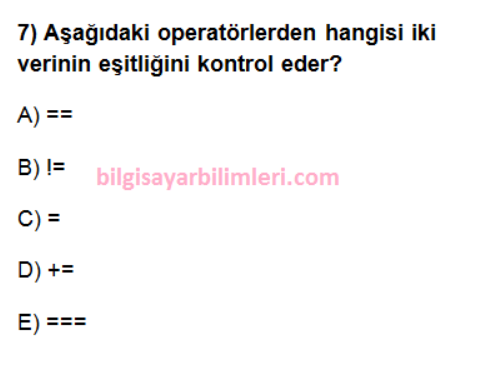 7) Aşağıdaki operatörlerden hangisi iki
verinin eşitliğini kontrol eder?
A) ==
B) !=
bilgisayarbilimleri.com
C) =
D) +=
E) ===